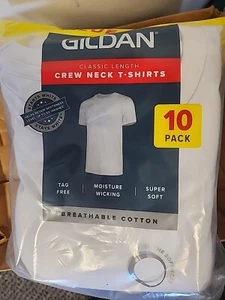 GILDAN
CLASSIC LENGTH
CREW NECK T-SHIRTS
10
PACK
TAG
FREE
MOISTURE
WICKING
SUPER
SOFT
BREATHABLE COTTON